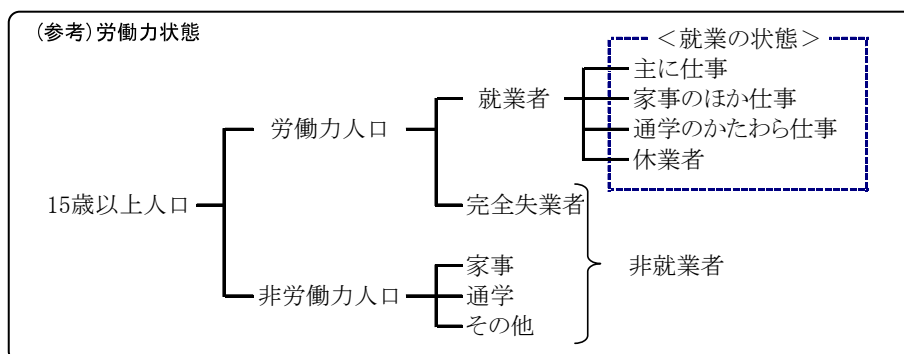 (参考)労働力状態
＜就業の状態＞
主に仕事
就業者
家事のほか仕事
労働力人口
通学のかたわら仕事
休業者
15歳以上人口
完全失業者
家事
非就業者
非労働力人口
通学
その他